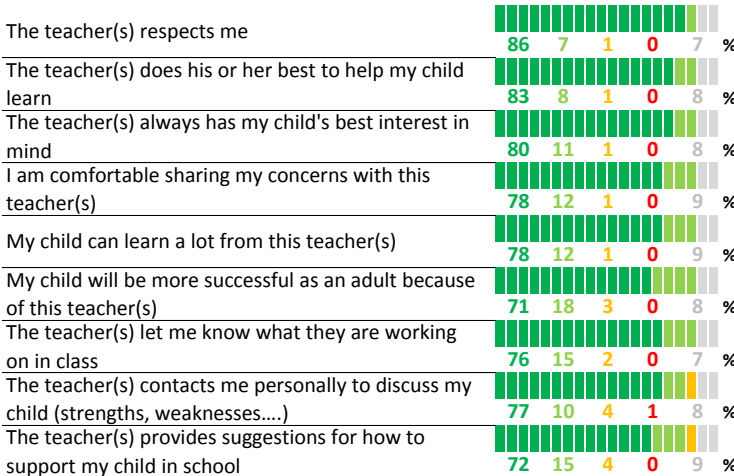 The teacher(s) respects me
86 7 1 0 7 %
The teacher(s) does his or her best to help my child
learn
83 8 1 0 8 %
The teacher(s) always has my child's best interest in
mind
80 11 1 0 8 %
I am comfortable sharing my concerns with this
teacher(s)
78 12 1 0 9 %
My child can learn a lot from this teacher(s)
78 12 1 0 9 %
My child will be more successful as an adult because
of this teacher(s)
71 18 3 0 8 %
The teacher(s) let me know what they are working
on in class
76 15 2 0 7 %
The teacher(s) contacts me personally to discuss my
child (strengths, weaknesses....)
77 10 4 1 8 %
The teacher(s) provides suggestions for how to
support my child in school
72 15 4 0 9 %